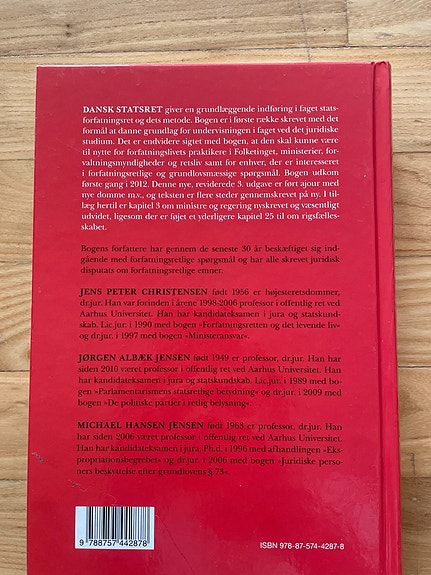 DANSK STATSRET giver en grundlæggende indføring i faget stats-
forfatningsret og dets metode. Bogen er i første række skrevet med det
formål at danne grundlag for undervisningen i faget ved det juridiske
studium. Det er endvidere sigtet med bogen, at den skal kunne være
til nytte for forfatningslivets praktikere i Folketinget, ministerier, for-
valtningsmyndigheder og retsliv samt for enhver, der er interesseret
i forfatningsretlige og grundlovsmæssige spørgsmål. Bogen udkom
første gang i 2012. Denne nye, reviderede 3. udgave er ført ajour med
nye domme m.v., og teksten er flere steder gennemskrevet på ny. I til-
læg hertil er kapitel 3 om ministre og regering nyskrevet og væsentligt
udvidet, ligesom der er føjet et yderligere kapitel 25 til om rigsfælles-
skabet.
Bogens forfattere har gennem de seneste 30 år beskæftiget sig ind-
gående med forfatningsretlige spørgsmål og har alle skrevet juridisk
disputats om forfatningsretlige emner.
JENS PETER CHRISTENSEN født 1956 er højesteretsdommer,
dr.jur. Han var forinden i årene 1998-2006 professor i offentlig ret ved
Aarhus Universitet. Han har kandidateksamen i jura og statskund-
skab. Lic.jur. i 1990 med bogen »Forfatningsretten og det levende liv«
og dr.jur. i 1997 med bogen »Ministeransvar«.
JØRGEN ALBÆK JENSEN født 1949 er professor, dr.jur. Han har
siden 2010 været professor i offentlig ret ved Aarhus Universitet. Han
har kandidateksamen i jura og statskundskab. Lic.jur. i 1989 med bo-
gen »Parlamentarismens statsretlige betydning« og dr.jur. i 2009 med
bogen »De politiske partier i retlig belysning«.
MICHAEL HANSEN JENSEN født 1963 er professor, dr.jur. Han
har siden 2006 været professor i offentlig ret ved Aarhus Universitet.
Han har kandidateksamen i jura. Ph.d. i 1996 med afhandlingen »Eks-
propriationsbegrebet« og dr.jur. i 2006 med bogen »Juridiske perso-
ners beskyttelse efter grundlovens § 73«.
9 788757 442878
ISBN 978-87-574-4287-8